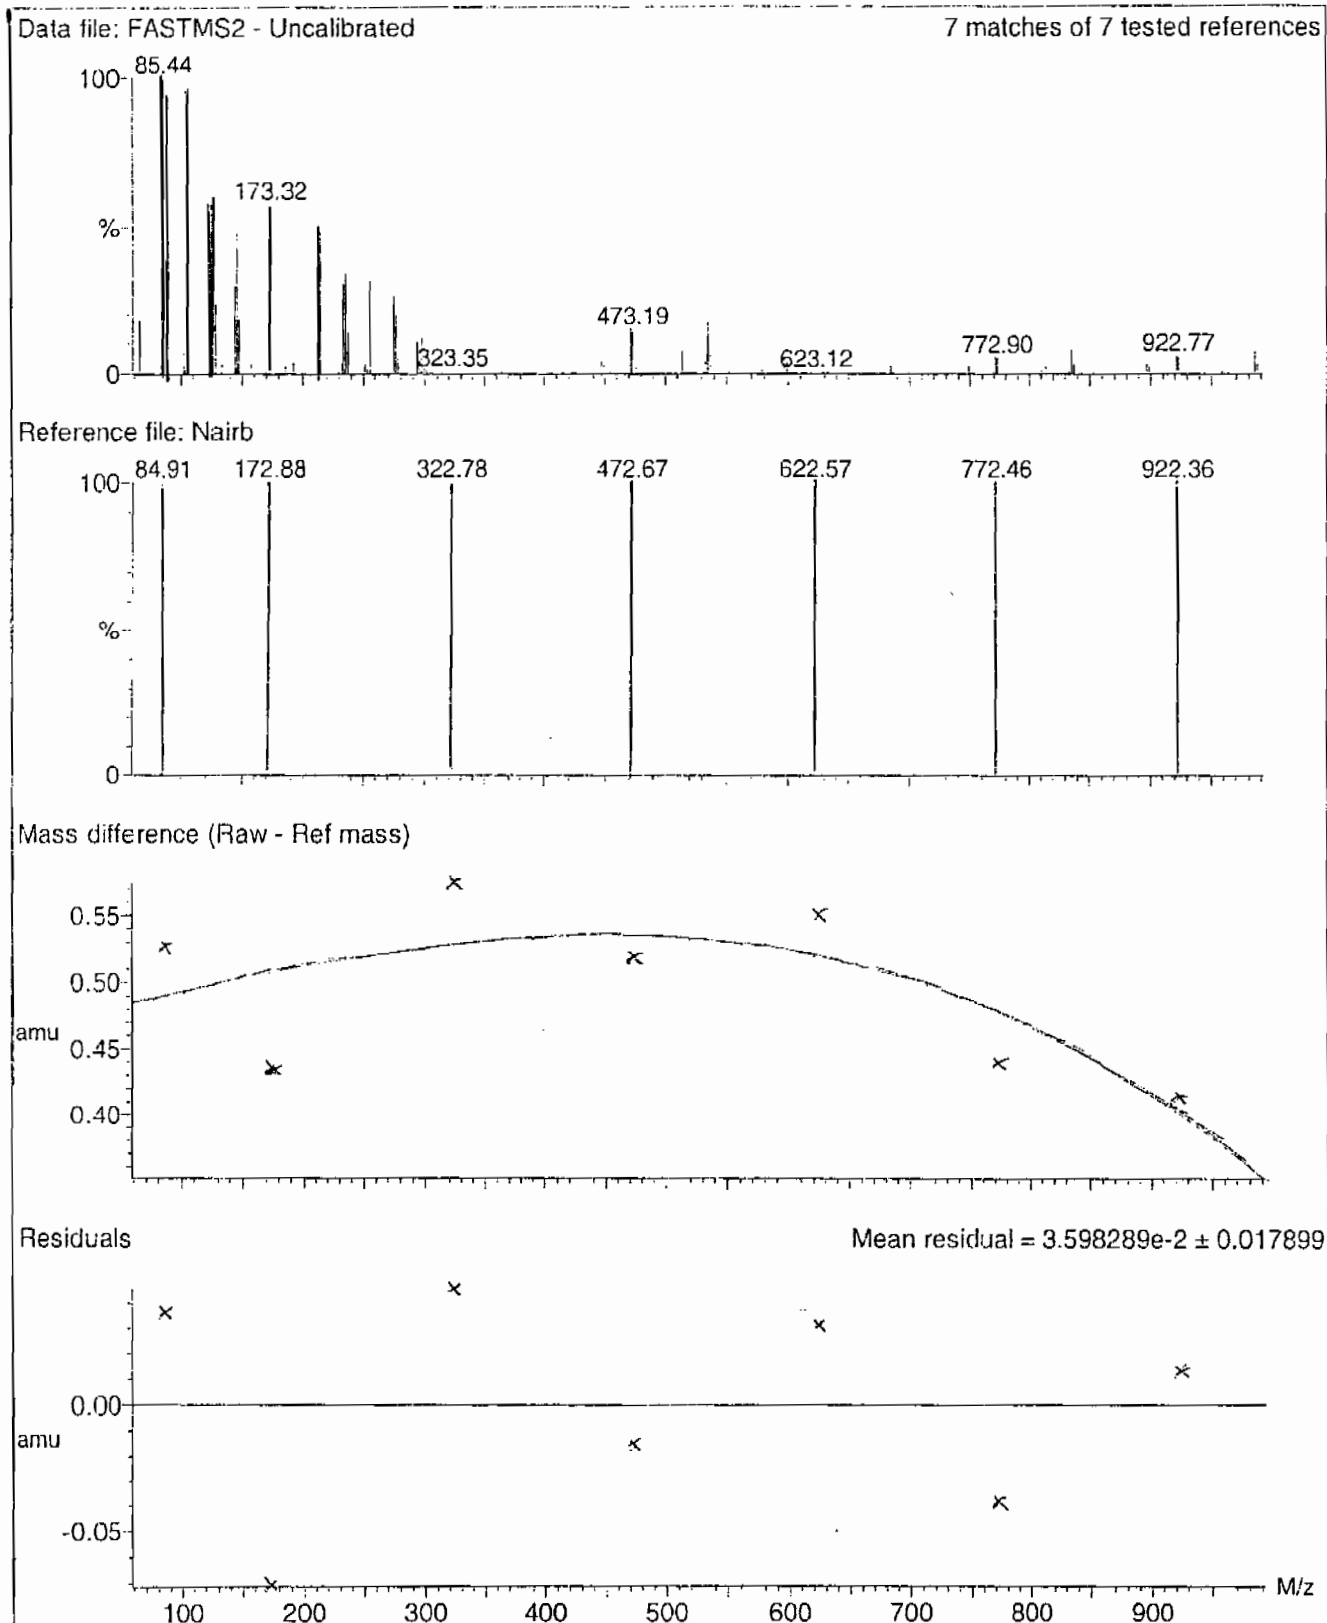 Data file: FASTMS2 - Uncalibrated 7 matches of 7 tested references
85.44
100
173.32
%
473.19
323.35 623.12 772.90 922.77
0
Reference file: Nairb
84.91 172.88 322.78 472.67 622.57 772.46 922.36
100
%
0
Mass difference (Raw - Ref mass)
0.55
0.50
amu
0.45
0.40
Residuals Mean residual = 3.598289e-2 ± 0.017899
0.00
amu
-0.05
M/z
100 200 300 400 500 600 700 800 900